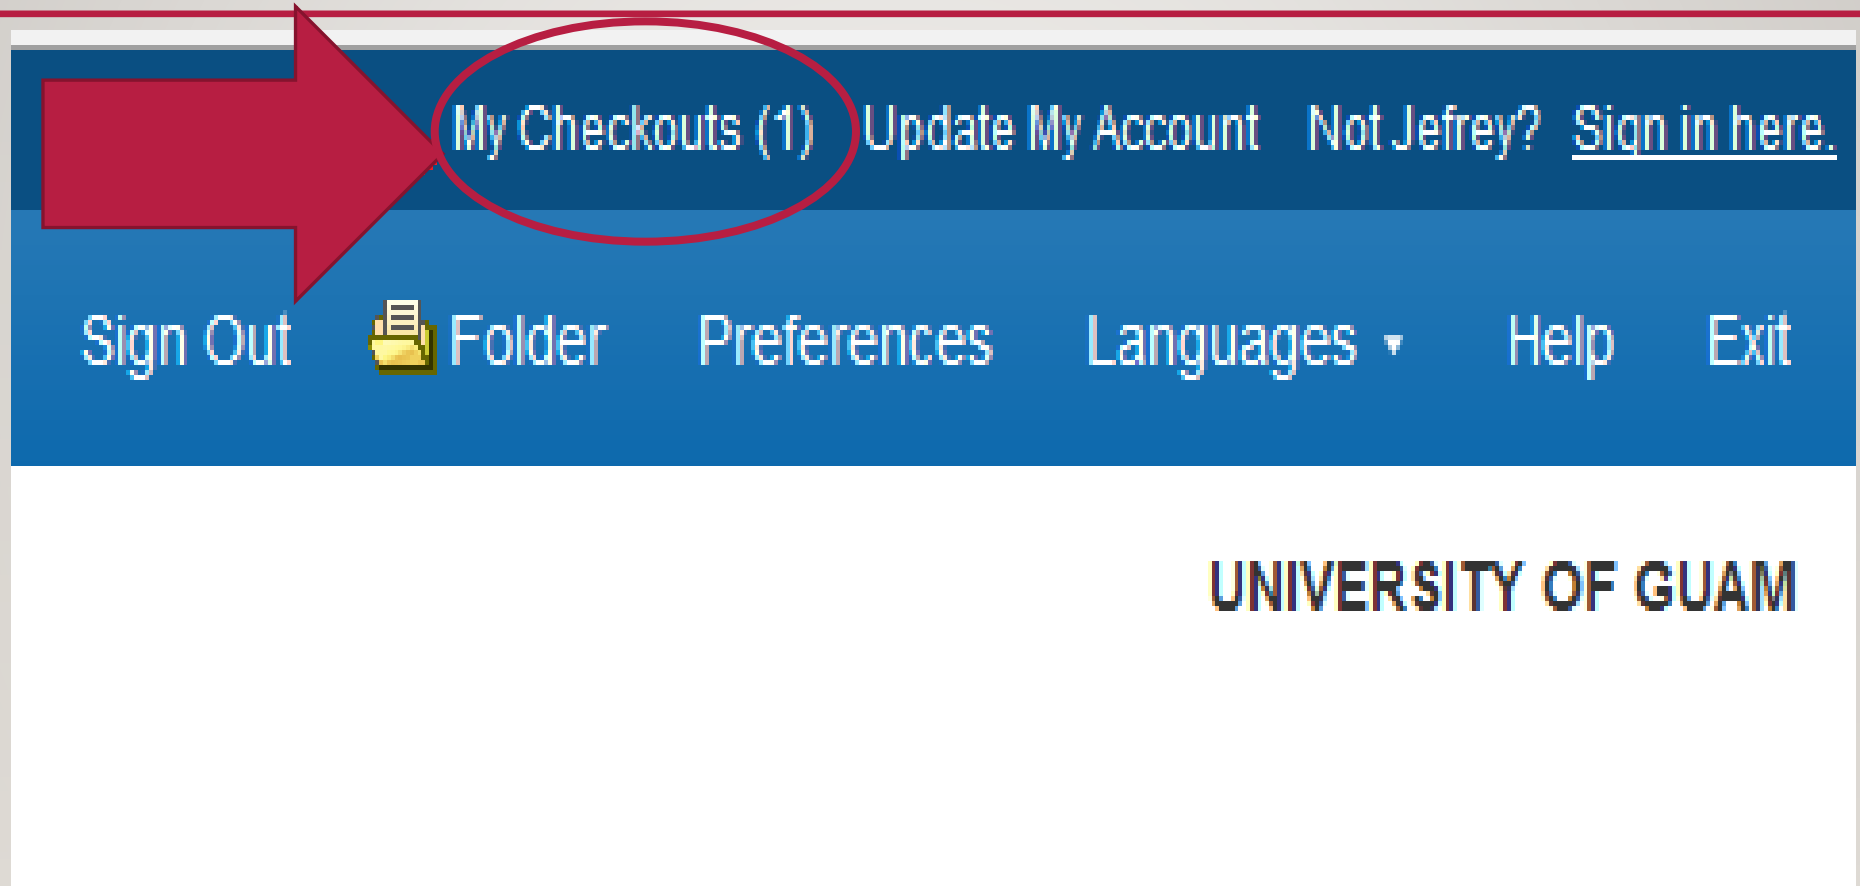 My Checkouts (1) Update My Account Not Jefrey? Sign in here.
Sign Out Folder Preferences Languages Help Exit
UNIVERSITY OF GUAM